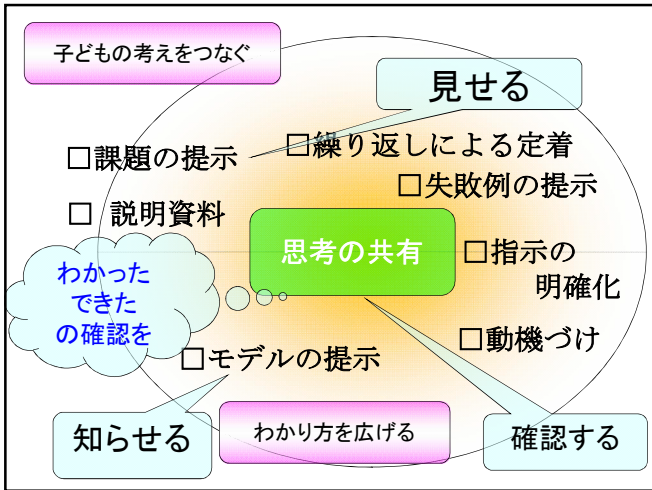 子どもの考えをつなぐ
見せる
□課題の提示
□繰り返しによる定着
□失敗例の提示
□ 説明資料
思考の共有
□指示の
明確化
わかった
できた
の確認を
□動機づけ
□モデルの提示
知らせる
わかり方を広げる
確認する